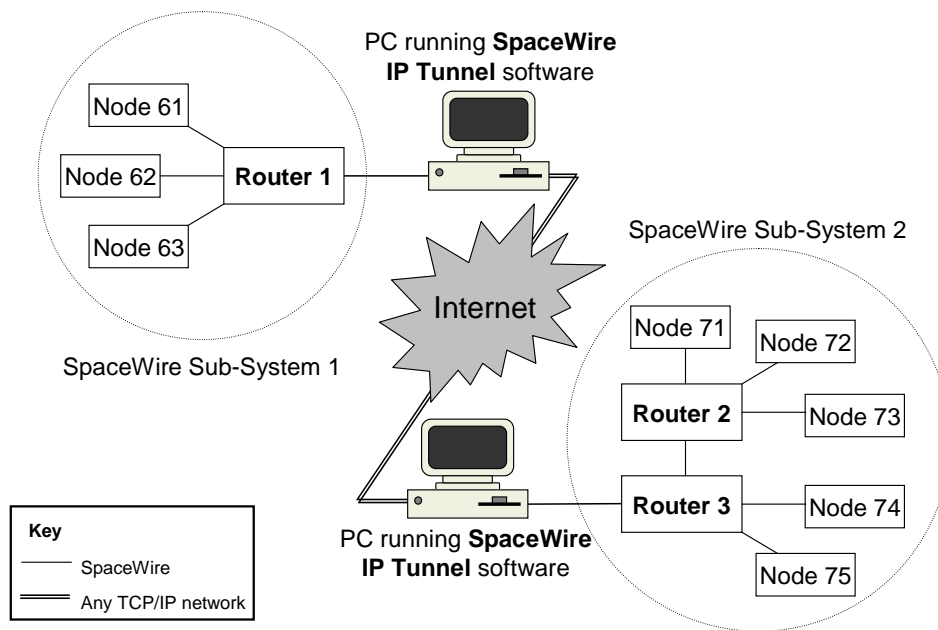 PC running SpaceWire
IP Tunnel software
Node 61
Node 62
Router 1
Node 63
SpaceWire Sub-System 1
Internet
SpaceWire Sub-System 2
Node 71
Node 72
Router 2
Node 73
Router 3
Node 74
Node 75
PC running SpaceWire
IP Tunnel software
Key
SpaceWire
Any TCP/IP network